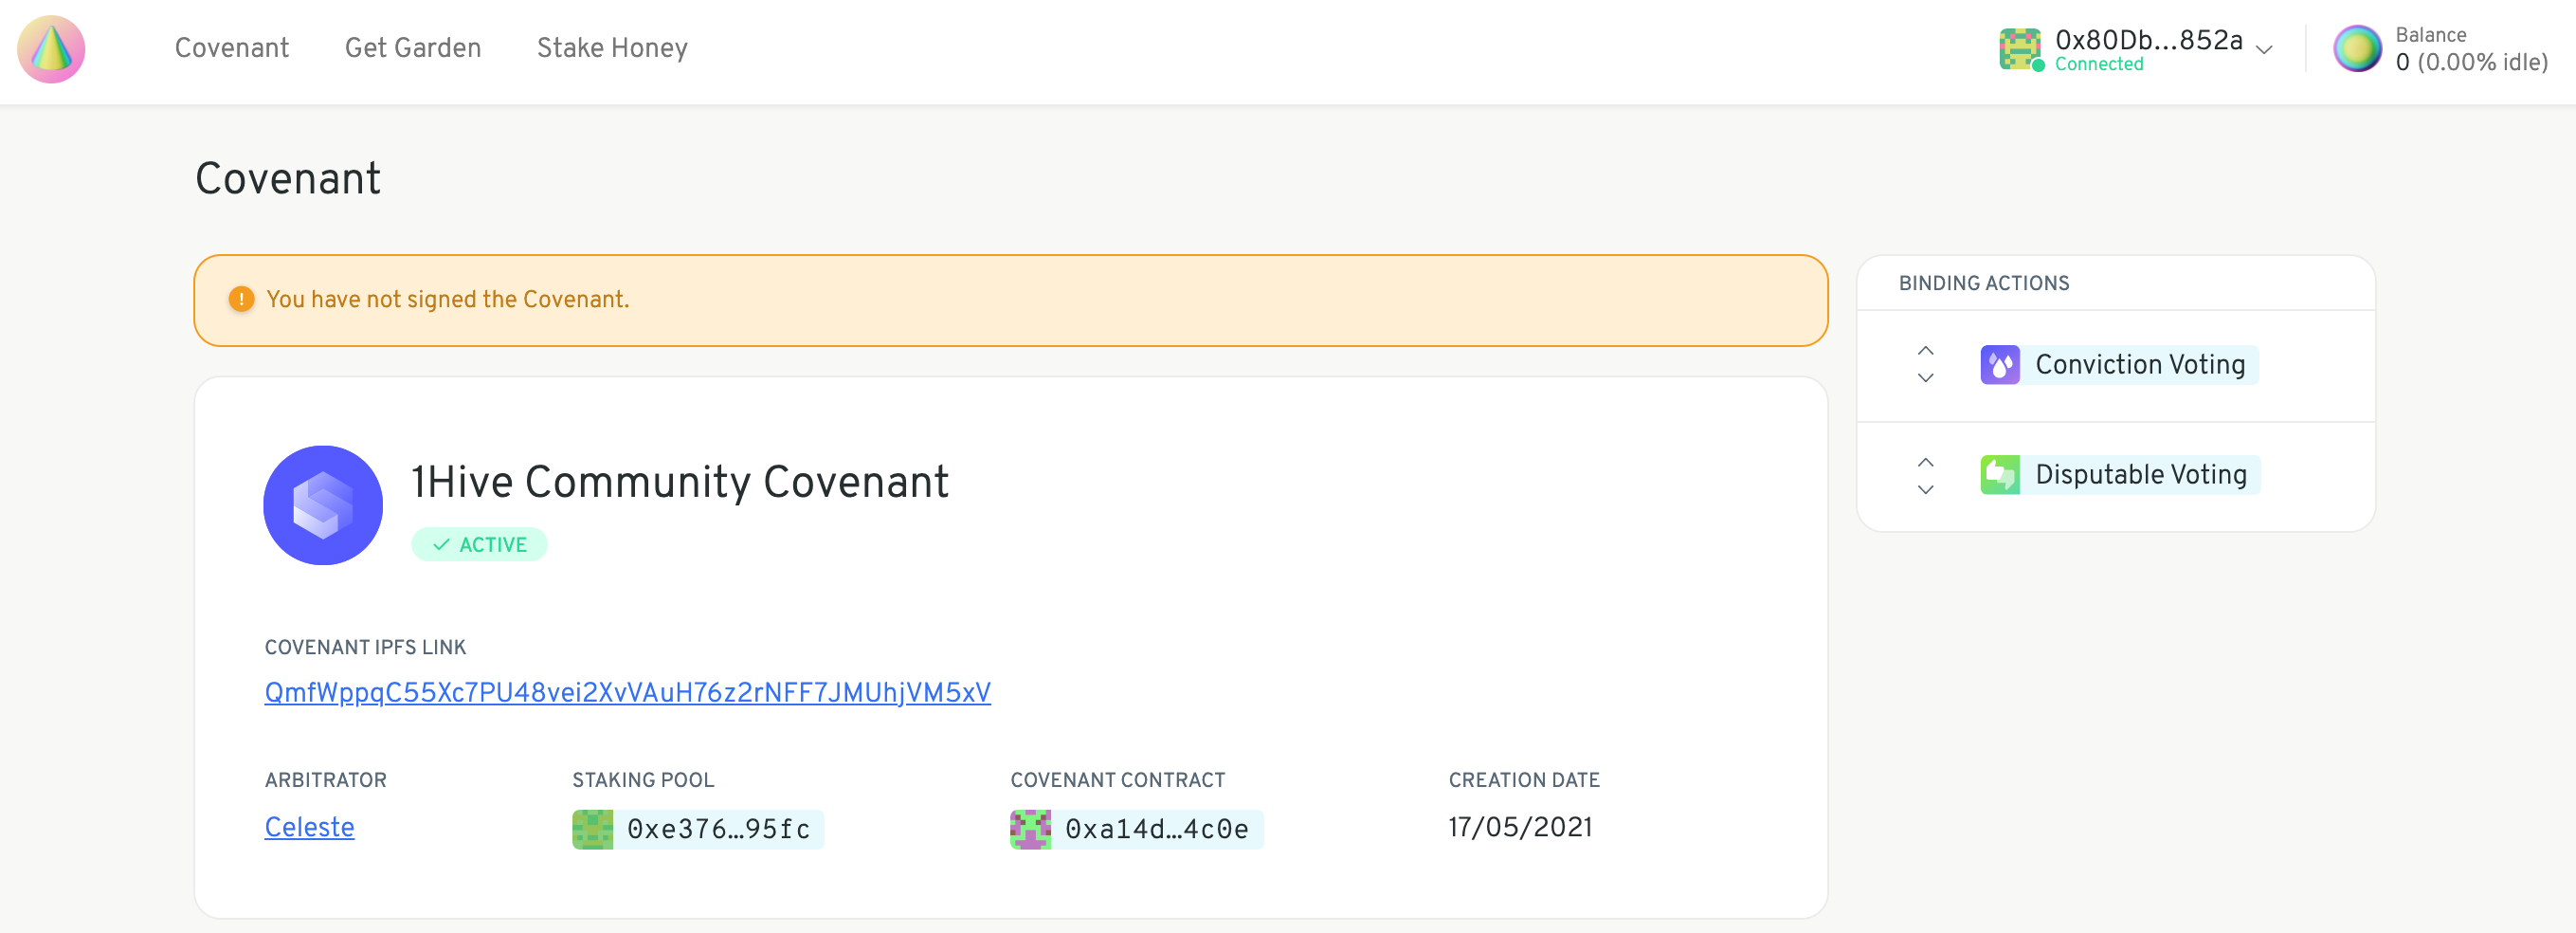 Covenant Get Garden Stake Honey
0x80Db...852a
Connected
Balance
0 (0.00% idle)
Covenant
! You have not signed the Covenant.
1Hive Community Covenant
ACTIVE
COVENANT IPFS LINK
QmfWppqC55Xc7PU48vei2XvVAuH76z2rNFF7JMUhjVM5xV
ARBITRATOR
Celeste
STAKING POOL
0xe376…95fc
COVENANT CONTRACT
0xa14d…4c0e
CREATION DATE
17/05/2021
BINDING ACTIONS
Conviction Voting
Disputable Voting